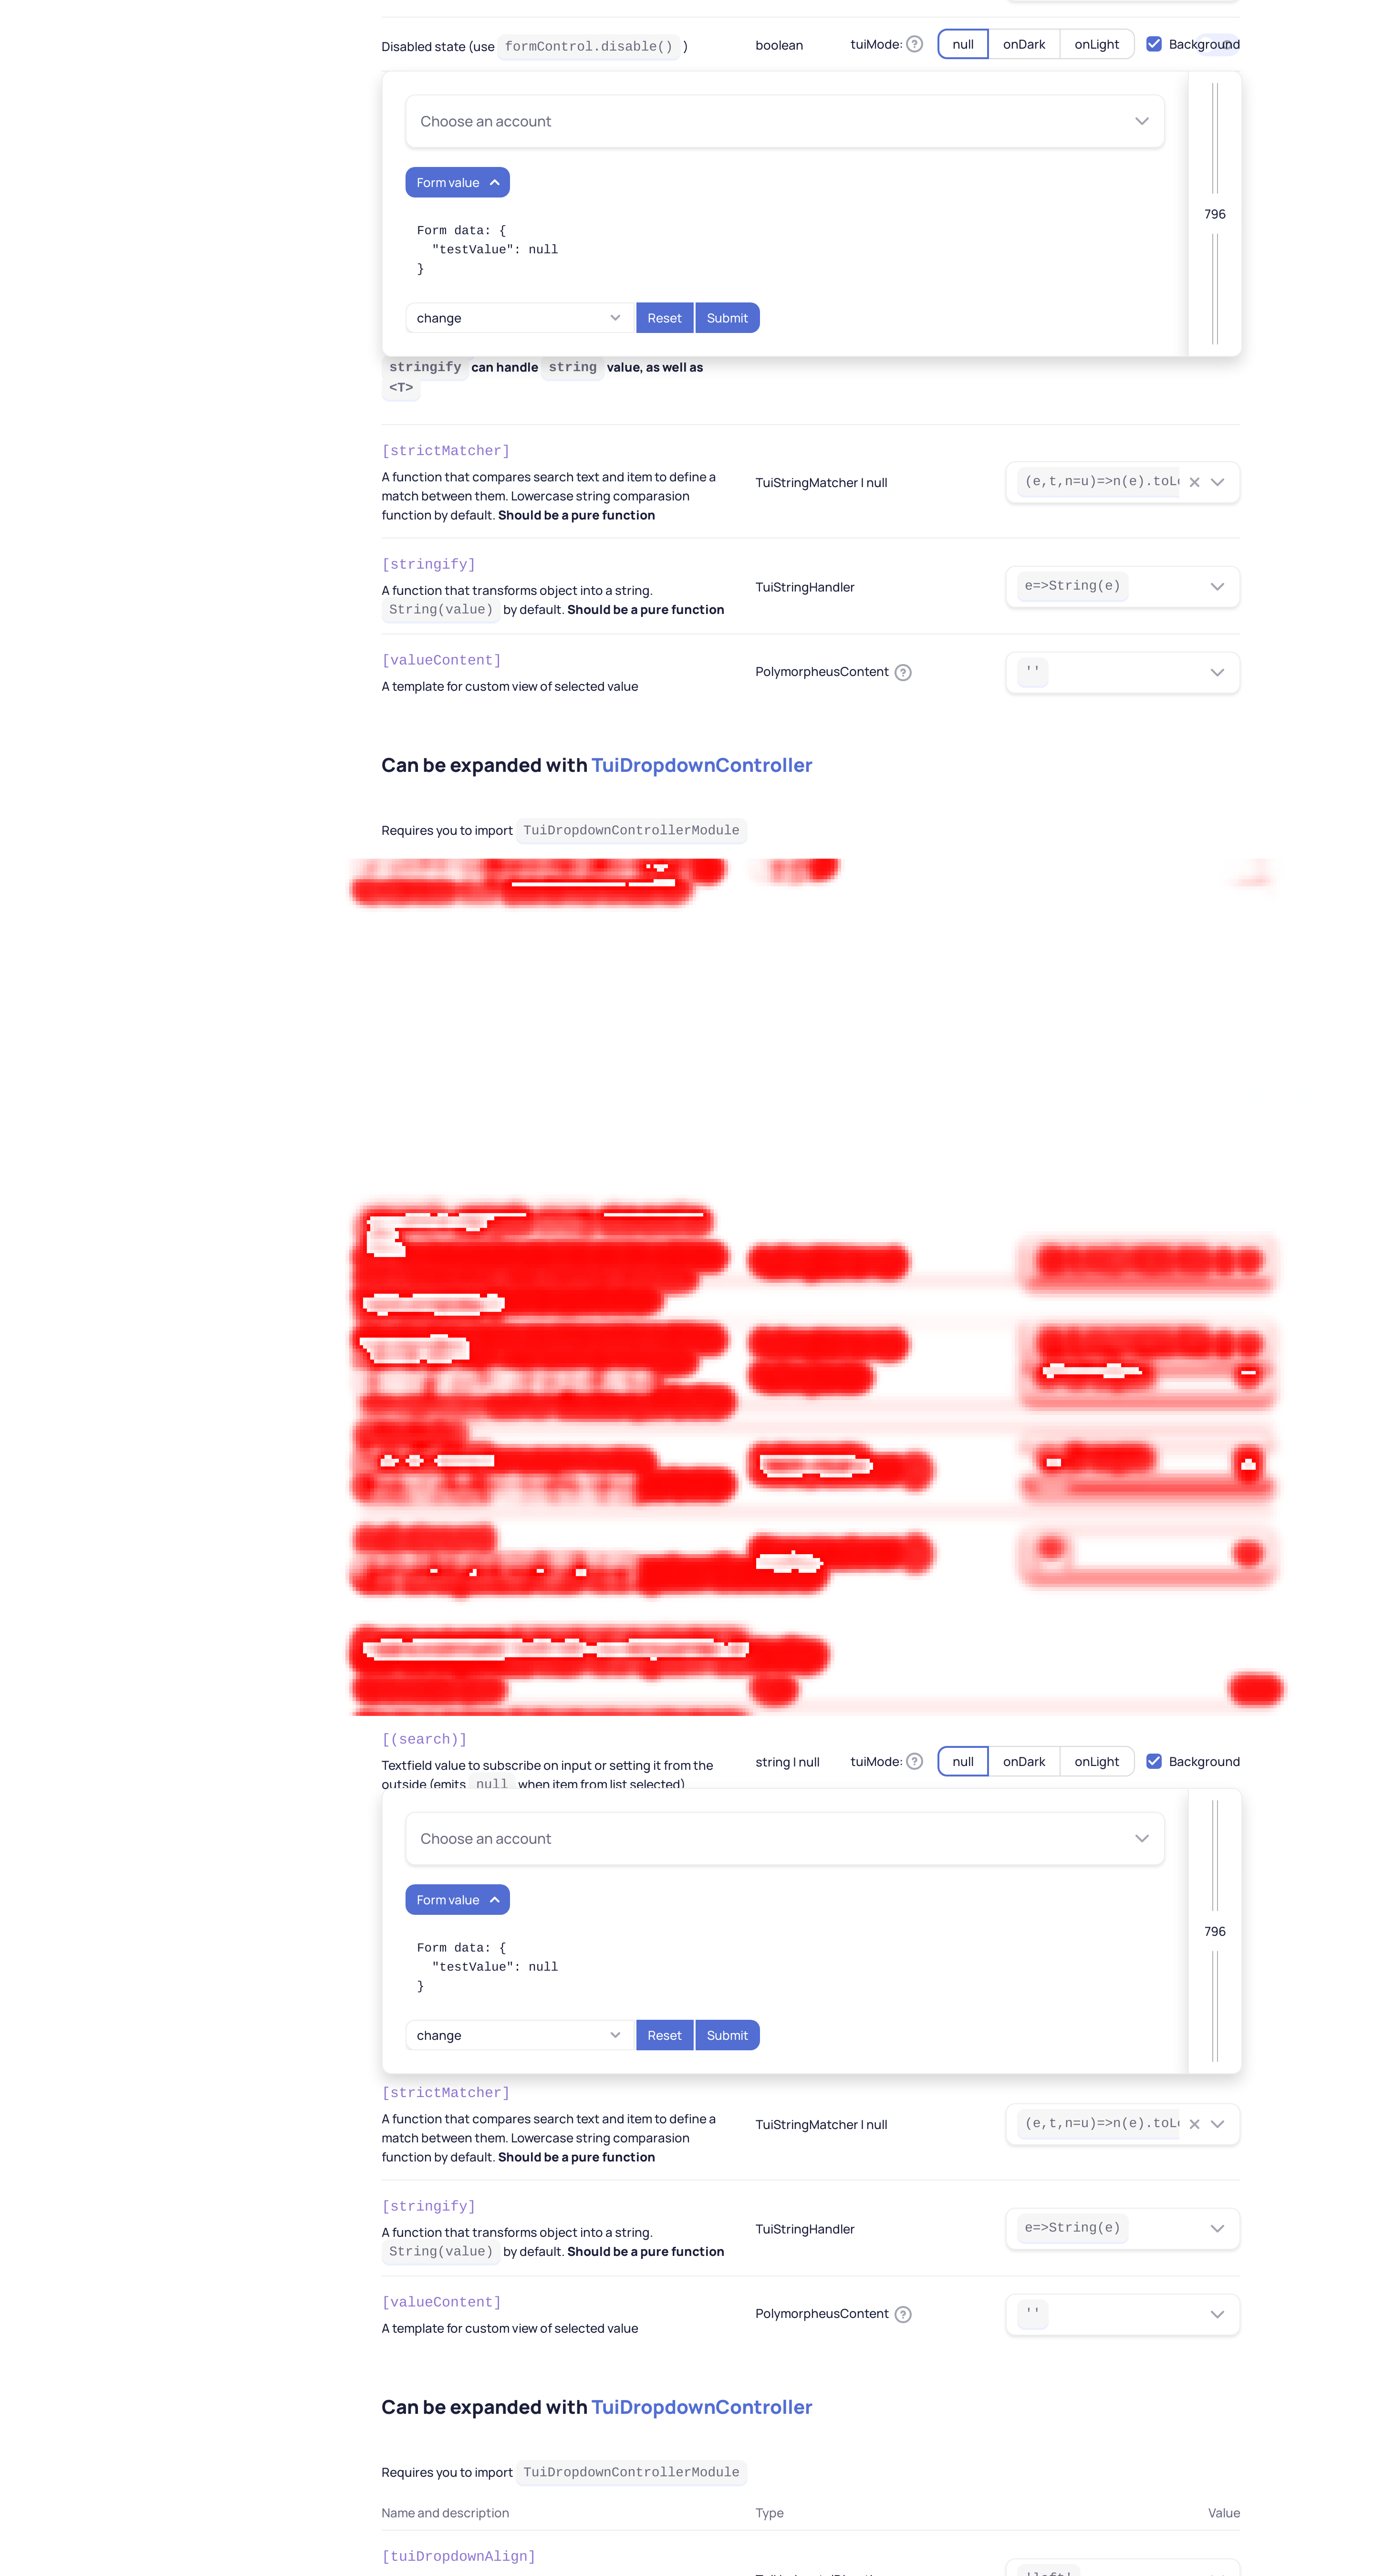 Disabled state (use formControl.disable() ) boolean tuiMode: ? null onDark onLight Background
Choose an account
Form value
796
Form data: {
"testValue": null
}
change Reset Submit
stringify can handle string value, as well as
<T>
[strictMatcher]
A function that compares search text and item to define a
match between them. Lowercase string comparasion
function by default. Should be a pure function
TuiStringMatcher | null
(e,t,n=u)=>n(e).toL
[stringify]
A function that transforms object into a string.
String(value) by default. Should be a pure function
TuiStringHandler
e=>String(e)
[valueContent]
A template for custom view of selected value
PolymorpheusContent ?
''
Can be expanded with TuiDropdownController
Requires you to import TuiDropdownControllerModule
[(search)]
Textfield value to subscribe on input or setting it from the
outside (emits null when item from list selected)
string | null tuiMode: ? null onDark onLight Background
Choose an account
Form value
796
Form data: {
"testValue": null
}
change Reset Submit
[strictMatcher]
A function that compares search text and item to define a
match between them. Lowercase string comparasion
function by default. Should be a pure function
TuiStringMatcher | null
(e,t,n=u)=>n(e).toL
[stringify]
A function that transforms object into a string.
String(value) by default. Should be a pure function
TuiStringHandler
e=>String(e)
[valueContent]
A template for custom view of selected value
PolymorpheusContent ?
''
Can be expanded with TuiDropdownController
Requires you to import TuiDropdownControllerModule
Name and description Type Value
[tuiDropdownAlign]